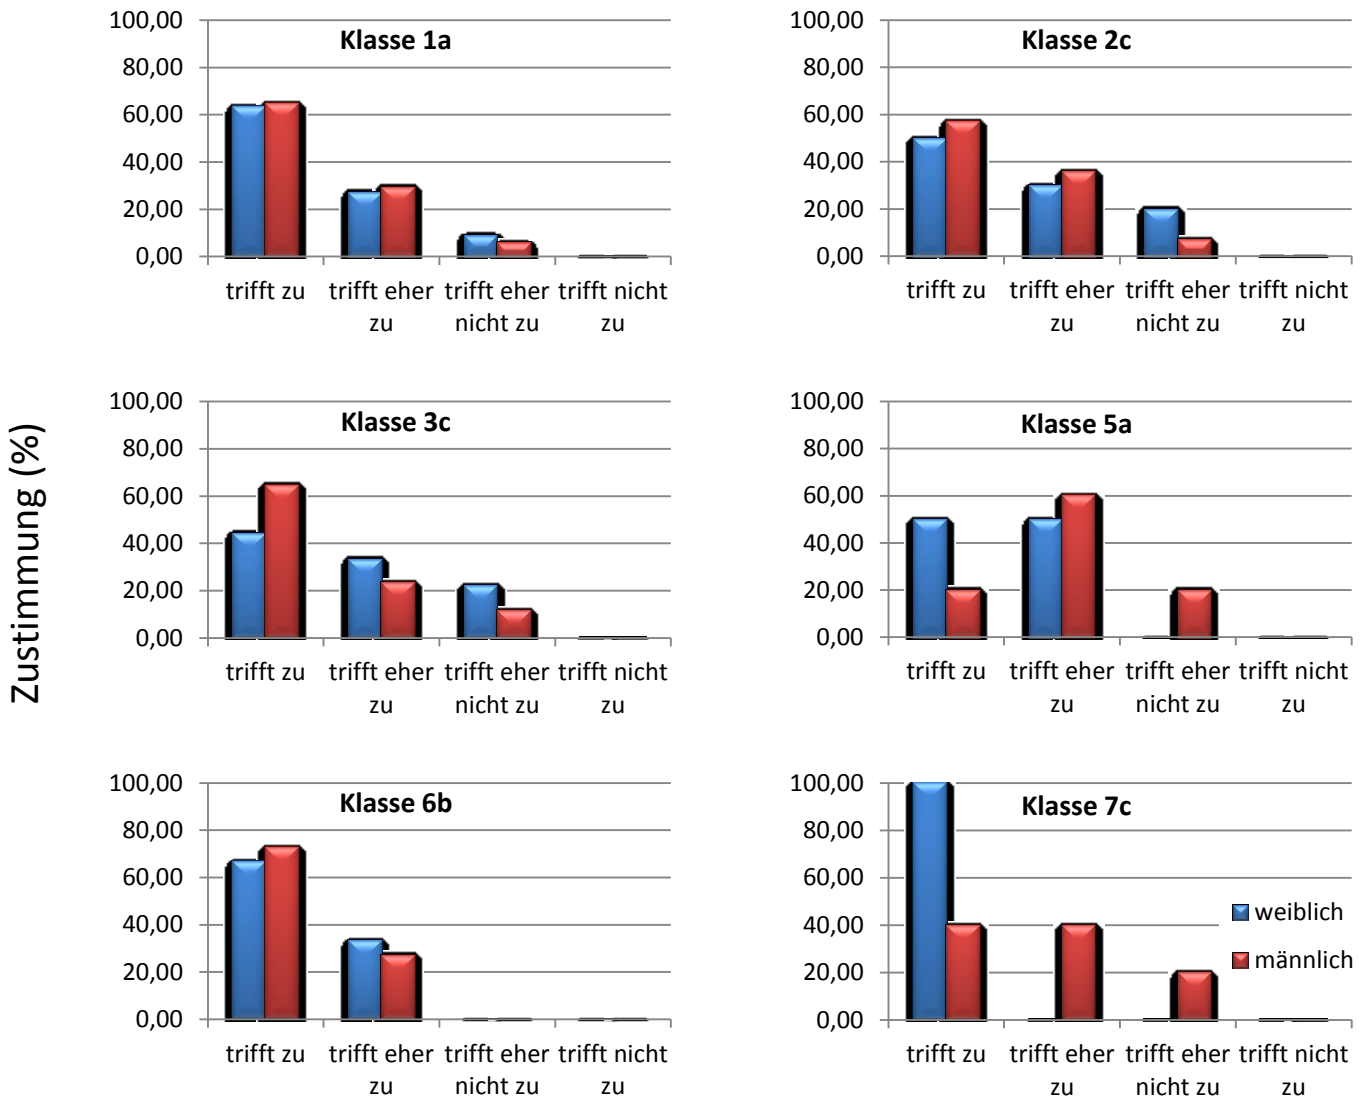 Zustimmung (%)
Klasse 1a
100,00
80,00
60,00
40,00
20,00
0,00
trifft zu trifft eher trifft eher trifft nicht
zu nicht zu zu
Klasse 2c
100,00
80,00
60,00
40,00
20,00
0,00
trifft zu trifft eher trifft eher trifft nicht
zu nicht zu zu
Klasse 3c
100,00
80,00
60,00
40,00
20,00
0,00
trifft zu trifft eher trifft eher trifft nicht
zu nicht zu zu
Klasse 5a
100,00
80,00
60,00
40,00
20,00
0,00
trifft zu trifft eher trifft eher trifft nicht
zu nicht zu zu
Klasse 6b
100,00
80,00
60,00
40,00
20,00
0,00
trifft zu trifft eher trifft eher trifft nicht
zu nicht zu zu
Klasse 7c
100,00
80,00
60,00
40,00
20,00
0,00
trifft zu trifft eher trifft eher trifft nicht
zu nicht zu zu
weiblich
männlich